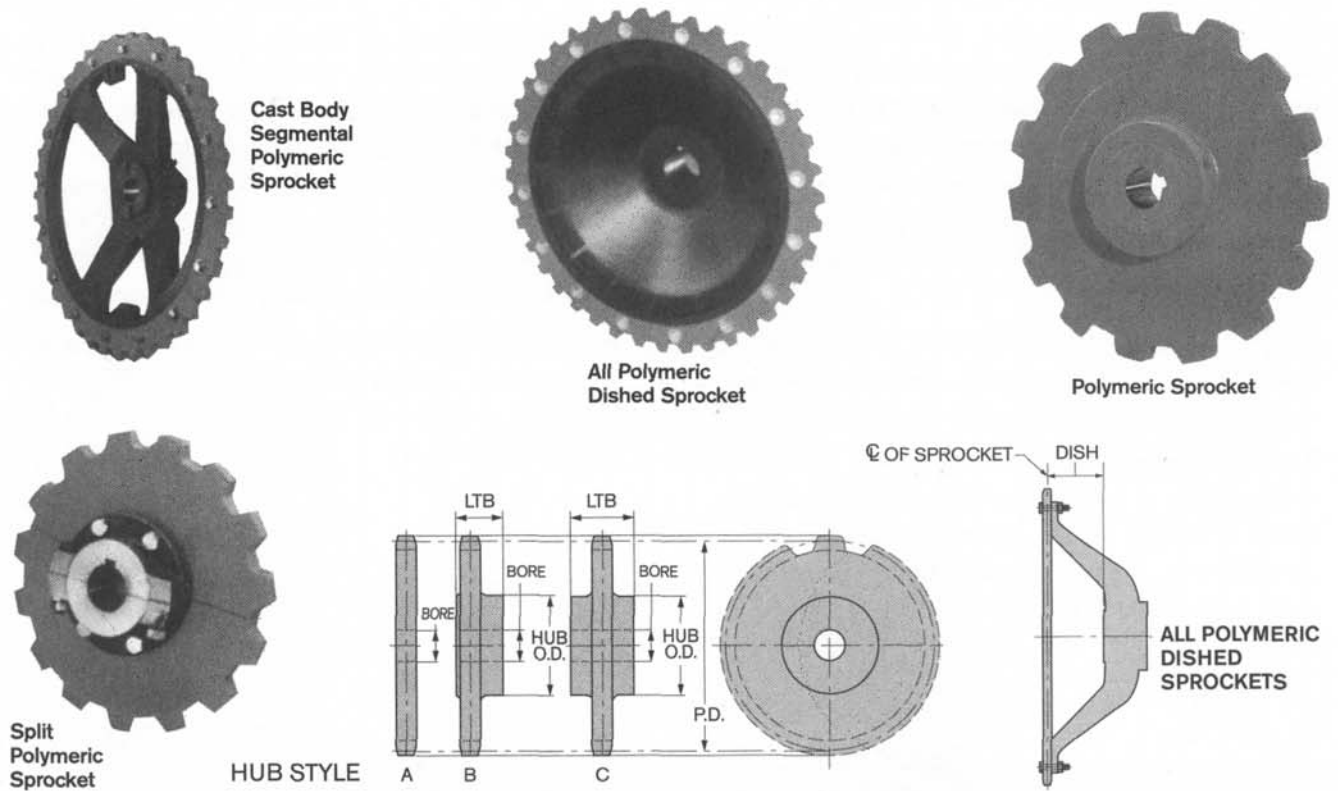 Cast Body
Segmental
Polymeric
Sprocket
All Polymeric
Dished Sprocket
Polymeric Sprocket
Split
Polymeric
Sprocket
HUB STYLE
LTB
LTB
BORE
BORE
BORE
HUB
O.D.
HUB
O.D.
P.D.
A
B
C
℄ OF SPROCKET
DISH
ALL POLYMERIC
DISHED
SPROCKETS